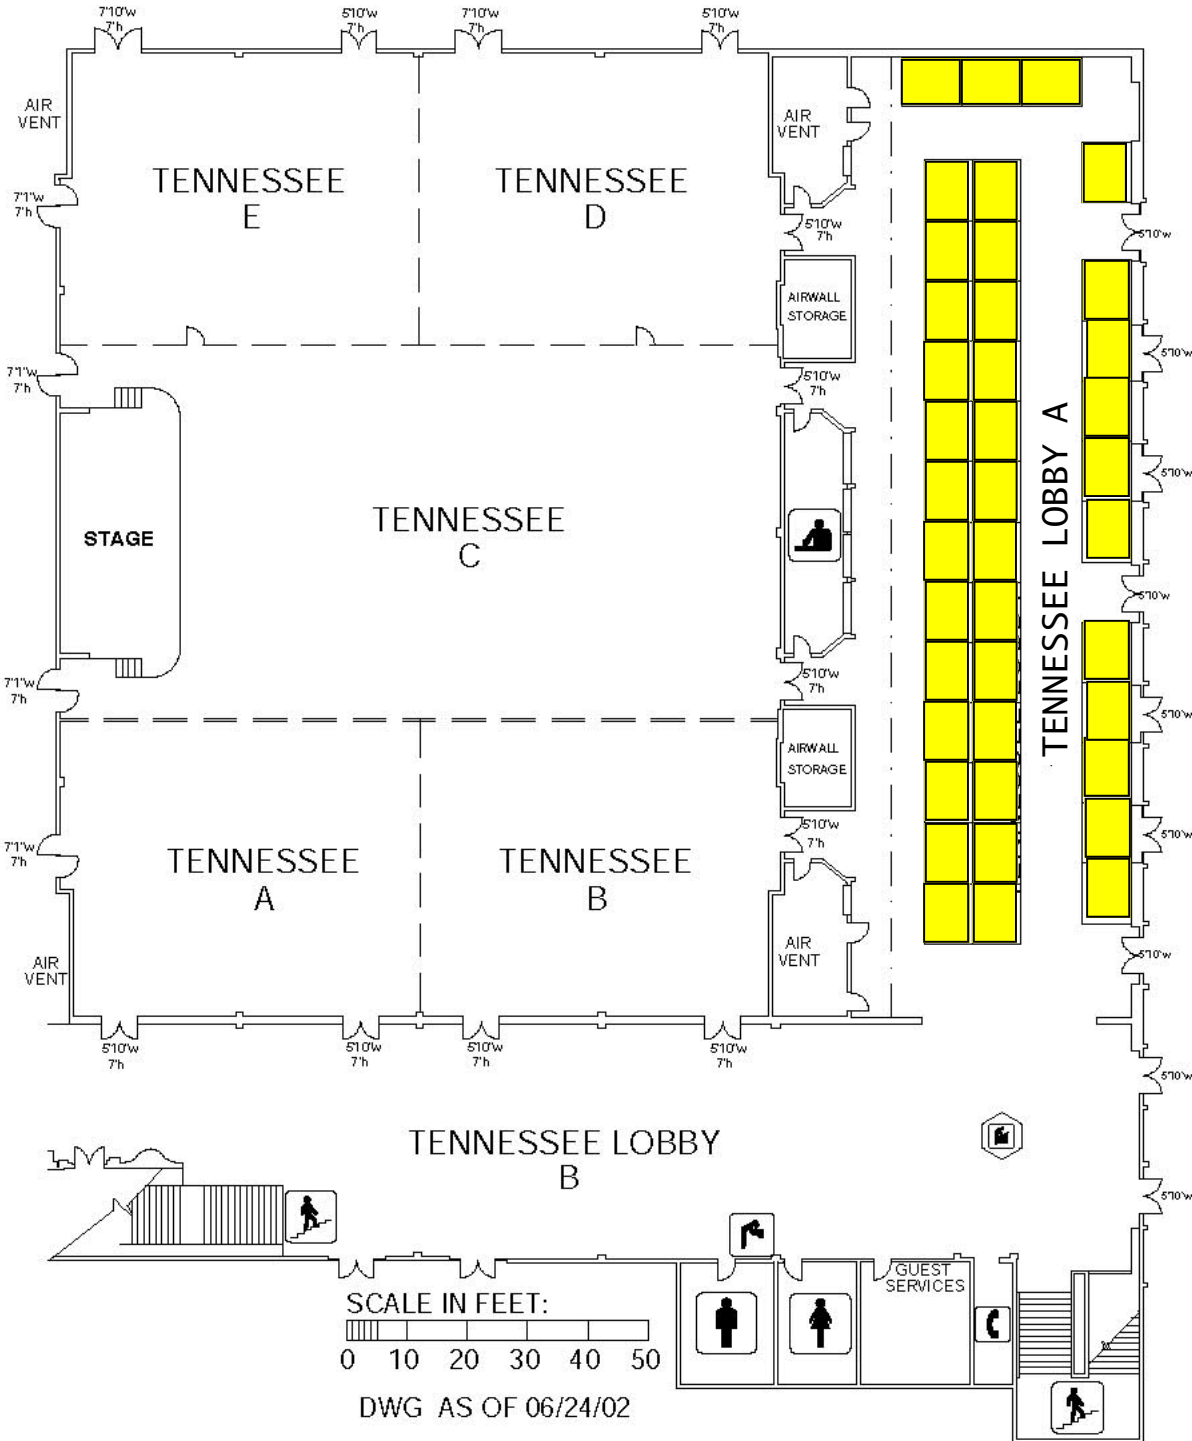 7'10"W 5'10"W 7'10"W 5'10"W
7'h 7'h 7'h 7'h
AIR
VENT
AIR
VENT
TENNESSEE
E
TENNESSEE
D
7'1"W
7'h
5'10"W
7'h
5'10"W
AIRWALL
STORAGE
5'10"W
7'1"W
7'h
5'10"W
7'h
TENNESSEE LOBBY A
5'10"W
STAGE
TENNESSEE
C
5'10"W
7'1"W
7'h
5'10"W
7'h
5'10"W
AIRWALL
STORAGE
7'1"W
7'h
5'10"W
7'h
5'10"W
TENNESSEE
A
TENNESSEE
B
AIR
VENT
AIR
VENT
5'10"W
5'10"W 5'10"W 5'10"W 5'10"W
7'h 7'h 7'h 7'h
5'10"W
TENNESSEE LOBBY
B
5'10"W
GUEST
SERVICES
SCALE IN FEET:
0 10 20 30 40 50
DWG AS OF 06/24/02